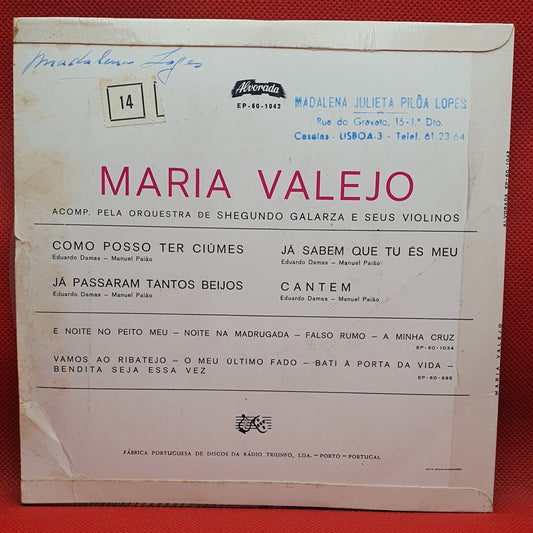 Madalena Lopes
14
Alvorada
EP-60-1042
MADALENA JULIETA PILÔA LOPES
Rua do Gravato, 15-1.º Dto.
Caselas - LISBOA-3 - Telef. 61 23 64
MARIA VALEJO
ACOMP. PELA ORQUESTRA DE SHEGUNDO GALARZA E SEUS VIOLINOS
COMO POSSO TER CIÚMES
Eduardo Damas — Manuel Paião
JÁ SABEM QUE TU ÉS MEU
Eduardo Damas — Manuel Paião
JÁ PASSARAM TANTOS BEIJOS
Eduardo Damas — Manuel Paião
CANTEM
Eduardo Damas — Manuel Paião
É NOITE NO PEITO MEU — NOITE NA MADRUGADA — FALSO RUMO — A MINHA CRUZ
EP-60-1034
VAMOS AO RIBATEJO — O MEU ÚLTIMO FADO — BATI À PORTA DA VIDA —
BENDITA SEJA ESSA VEZ
EP-60-985
FÁBRICA PORTUGUESA DE DISCOS DA RÁDIO TRIUNFO, LDA. — PORTO — PORTUGAL
ALVORADA EP-60-1042
MARIA VALEJO